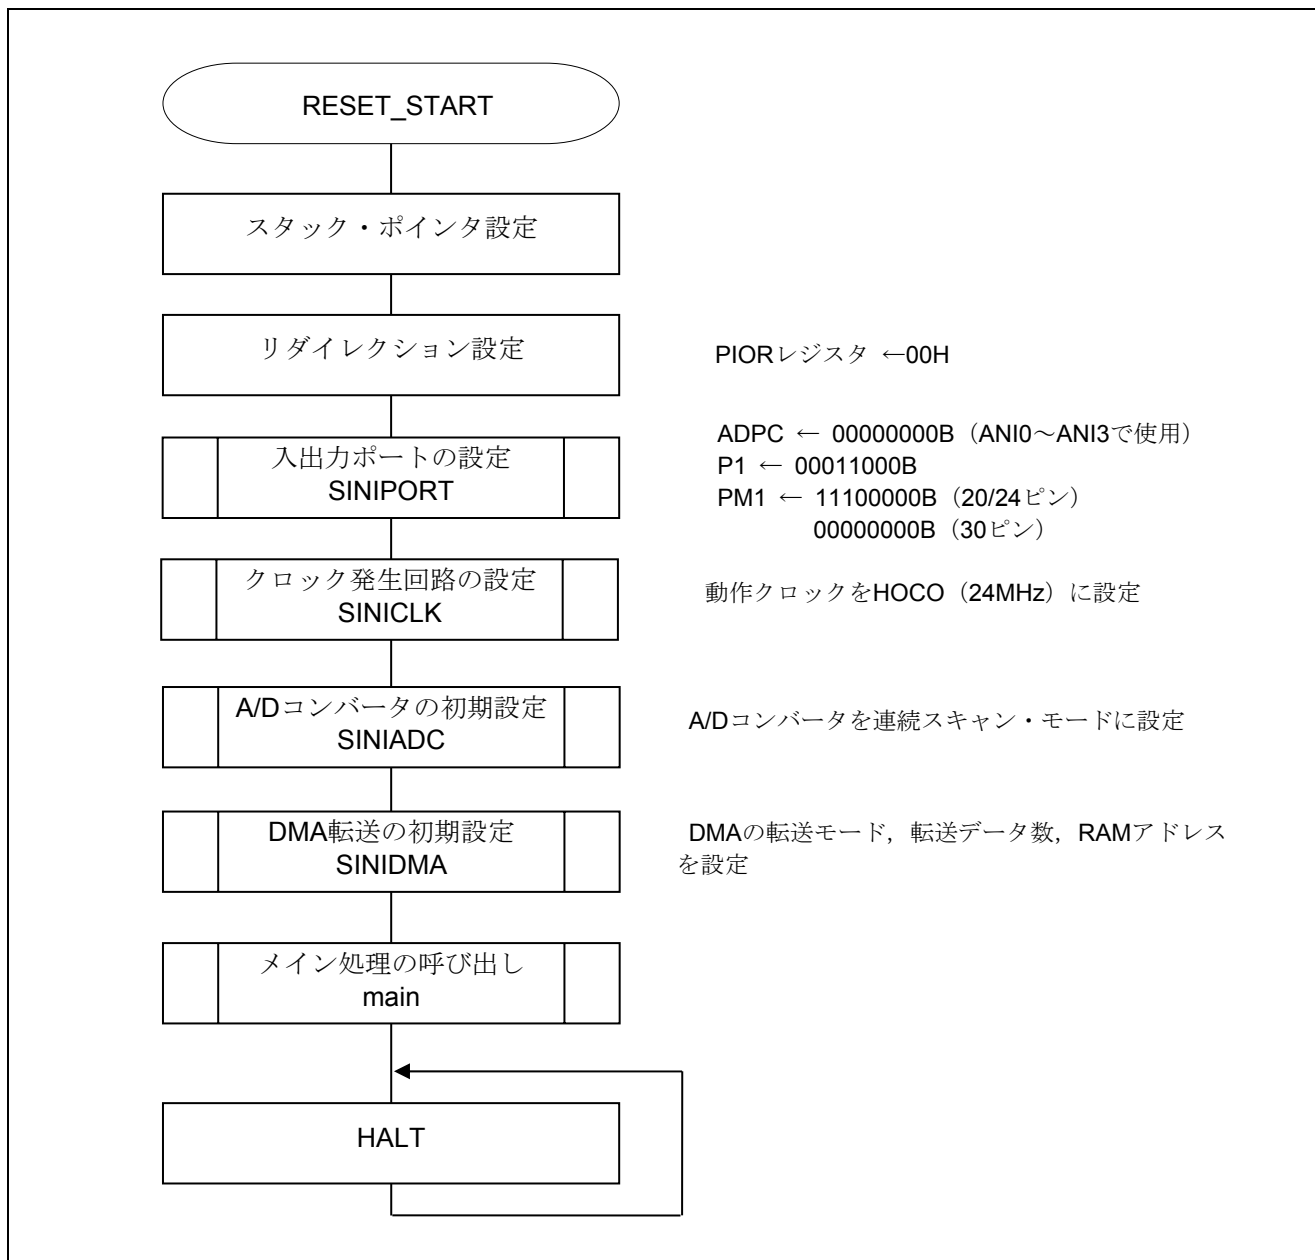 RESET_START
スタック・ポインタ設定
リダイレクション設定
PIORレジスタ ←00H
入出力ポートの設定
SINIPORT
ADPC ← 00000000B（ANI0～ANI3で使用）
P1 ← 00011000B
PM1 ← 11100000B（20/24ピン）
00000000B（30ピン）
クロック発生回路の設定
SINICLK
動作クロックをHOCO（24MHz）に設定
A/Dコンバータの初期設定
SINIADC
A/Dコンバータを連続スキャン・モードに設定
DMA転送の初期設定
SINIDMA
DMAの転送モード，転送データ数，RAMアドレス
を設定
メイン処理の呼び出し
main
HALT